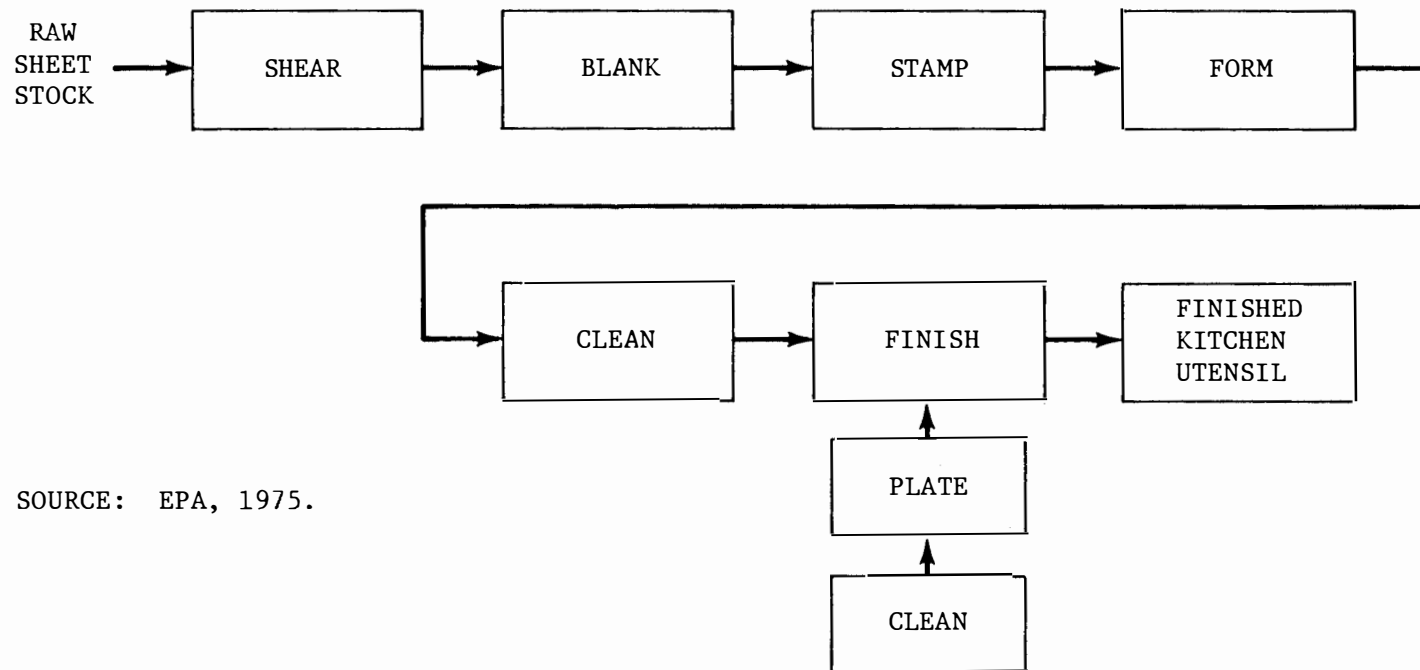 RAW
SHEET
STOCK
SHEAR
BLANK
STAMP
FORM
CLEAN
FINISH
FINISHED
KITCHEN
UTENSIL
PLATE
SOURCE: EPA, 1975.
CLEAN